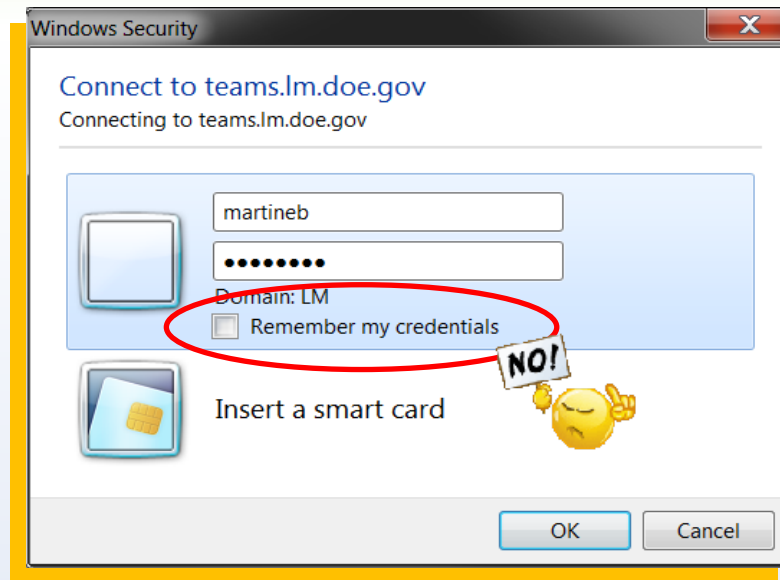 Windows Security
Connect to teams.lm.doe.gov
Connecting to teams.lm.doe.gov
martineb
●●●●●●●●
Domain: LM
Remember my credentials
NO!
Insert a smart card
OK
Cancel